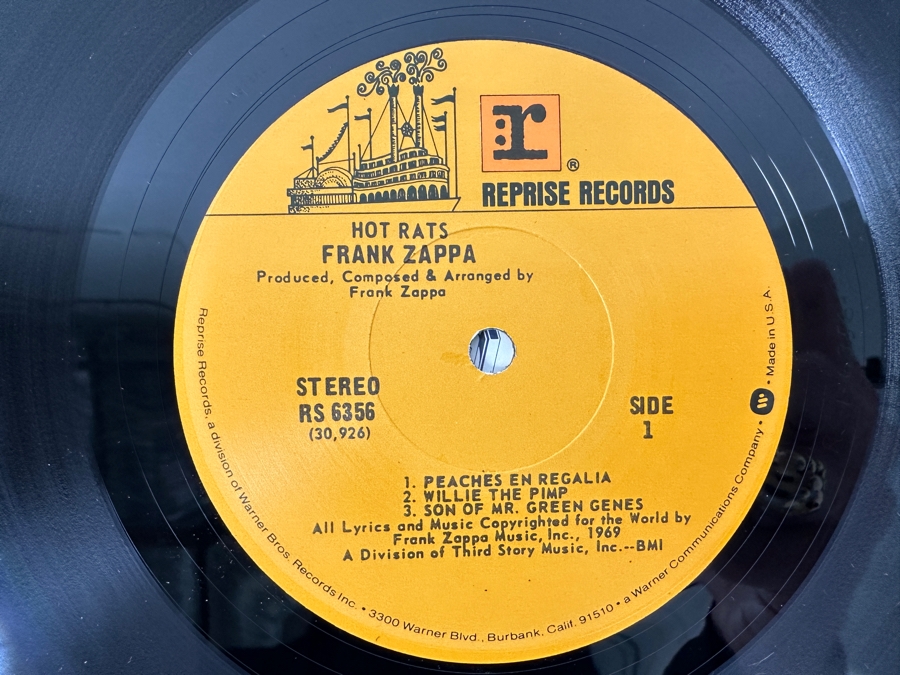 r
®
REPRISE RECORDS
HOT RATS
FRANK ZAPPA
Produced, Composed & Arranged by
Frank Zappa
STEREO
RS 6356
(30,926)
SIDE
1
1. PEACHES EN REGALIA
2. WILLIE THE PIMP
3. SON OF MR. GREEN GENES
All Lyrics and Music Copyrighted for the World by
Frank Zappa Music, Inc., 1969
A Division of Third Story Music, Inc.--BMI
Reprise Records, a division of Warner Bros. Records Inc. • 3300 Warner Blvd., Burbank, Calif. 91510 • a Warner Communications Company • Made in U.S.A.